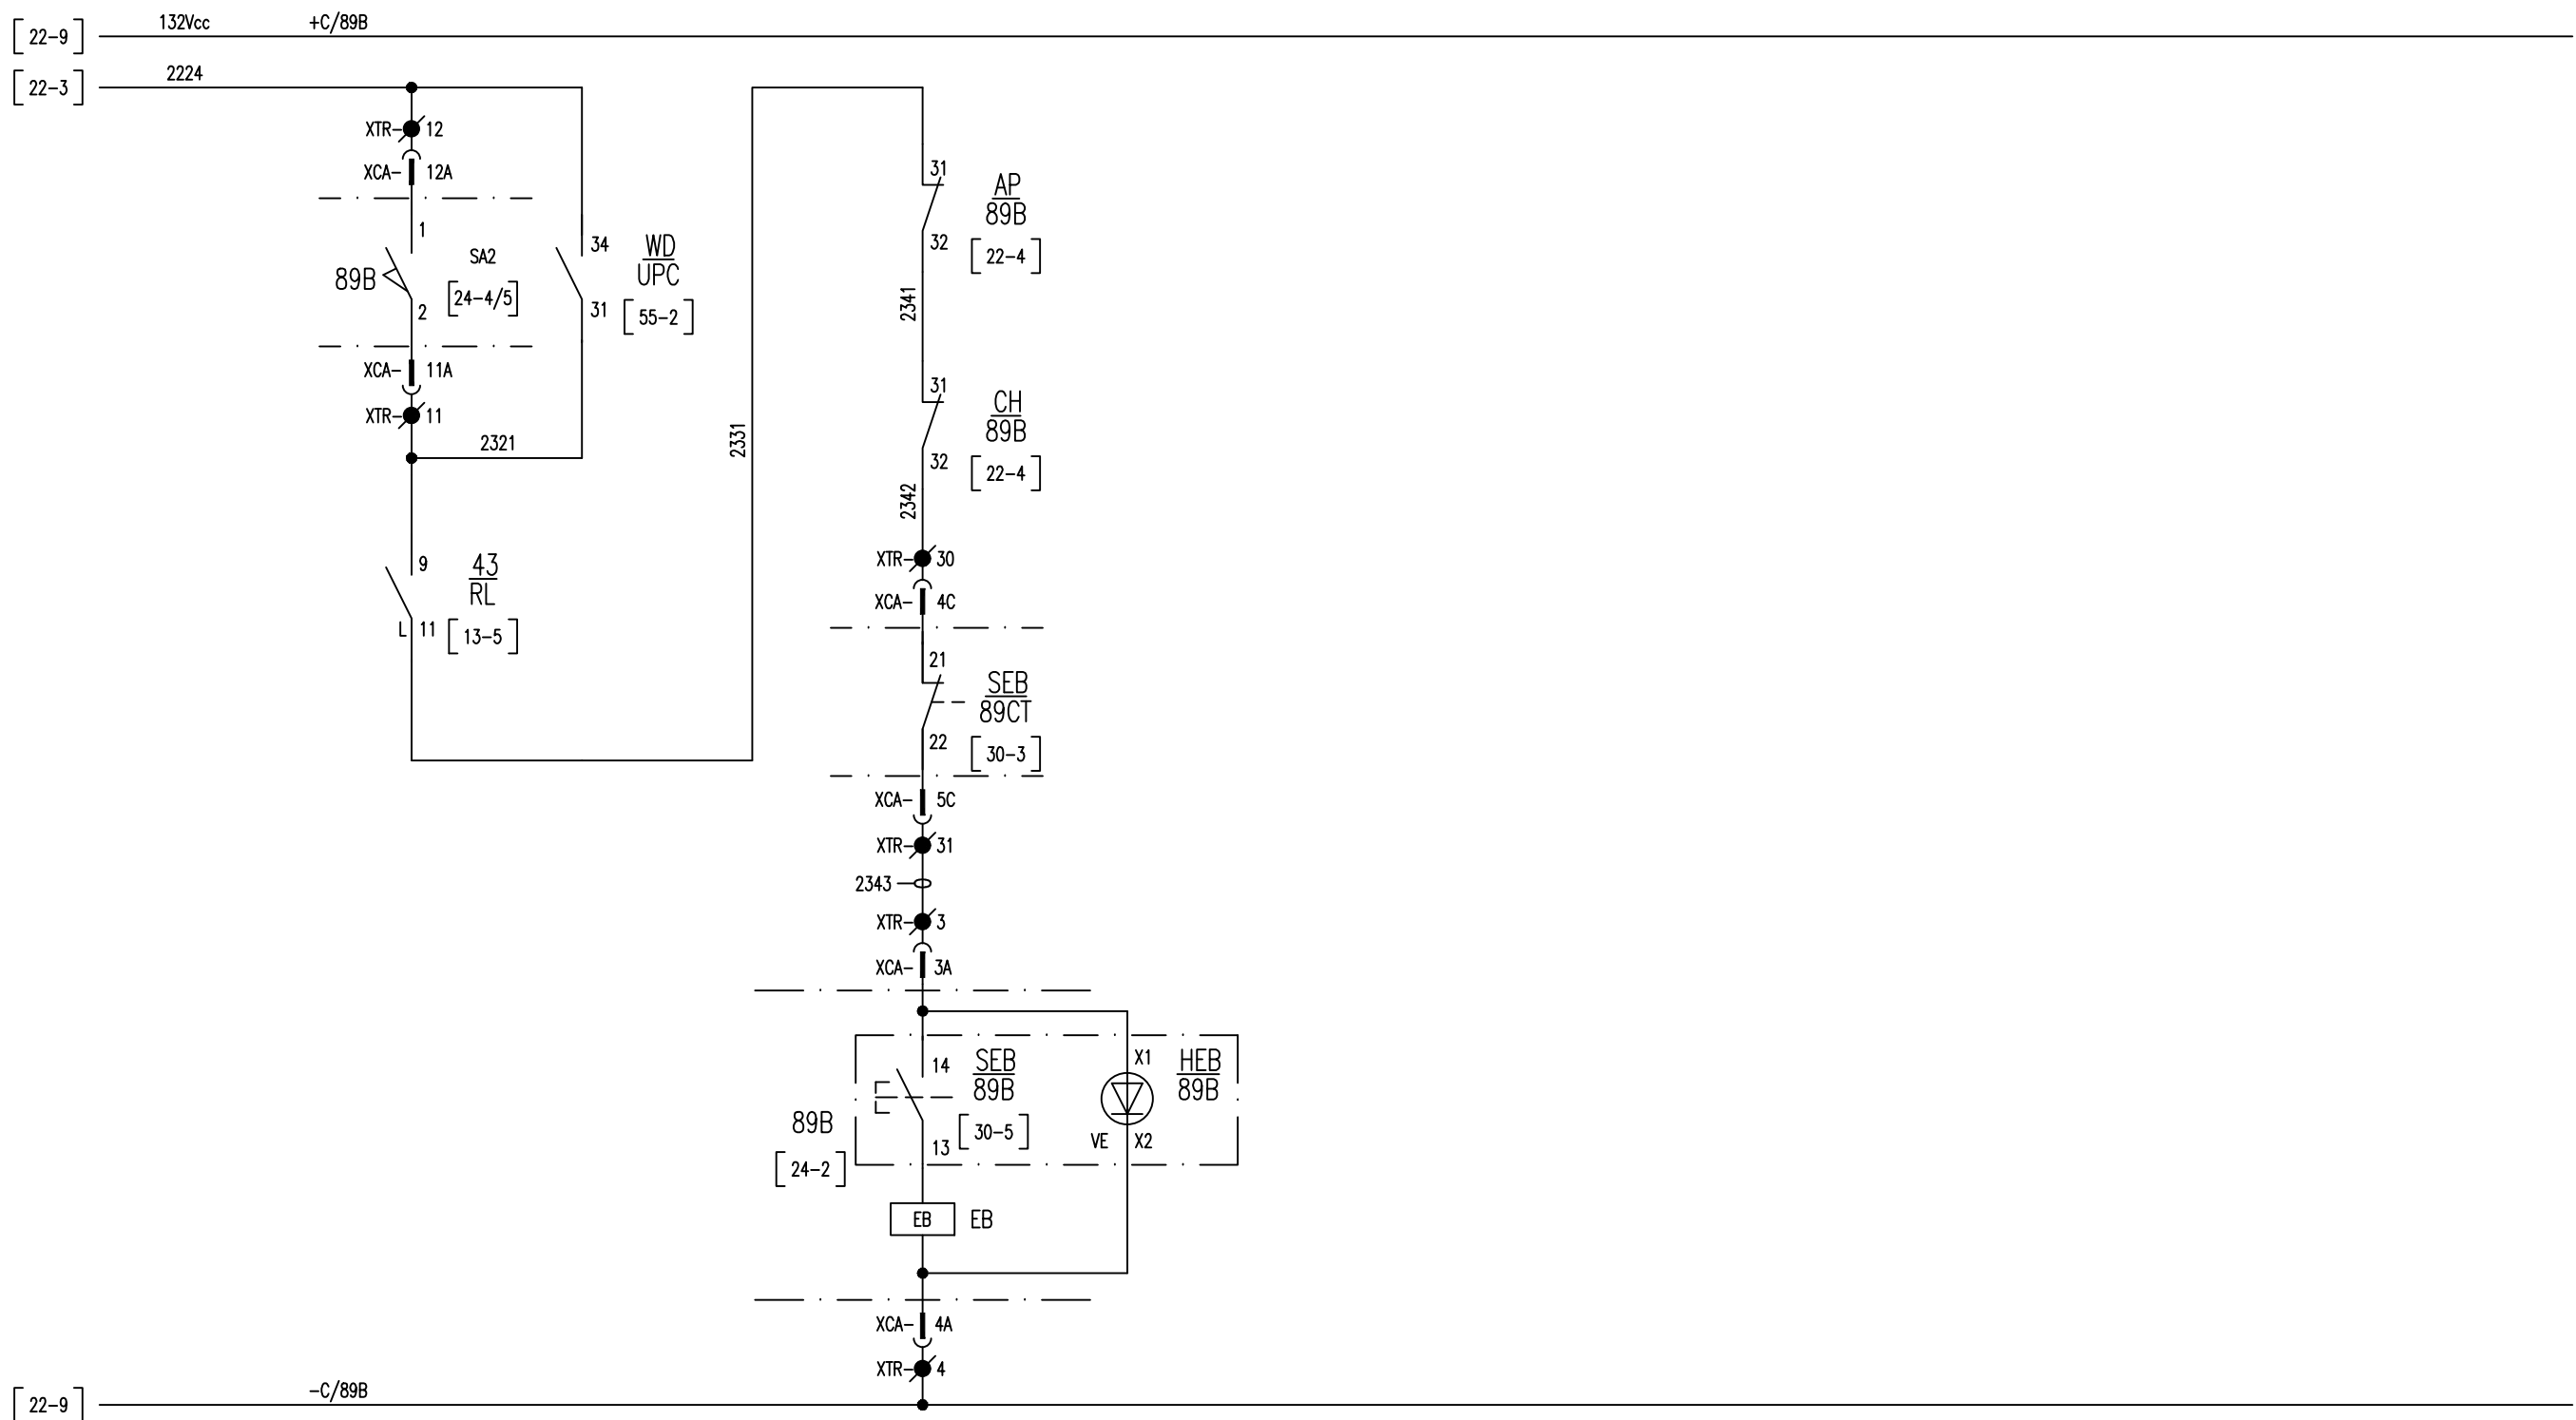 22-9
132Vcc
+C/89B
22-3
2224
XTR- 12
XCA- 12A
1
89B
SA2
24-4/5
2
XCA- 11A
XTR- 11
2321
34
WD
UPC
31
55-2
9
43
RL
L 11
13-5
2331
31
AP
89B
32
22-4
2341
31
CH
89B
32
22-4
2342
XTR- 30
XCA- 4C
21
SEB
89CT
22
30-3
XCA- 5C
XTR- 31
2343
XTR- 3
XCA- 3A
14
SEB
89B
30-5
13
89B
24-2
X1
HEB
89B
VE
X2
EB
EB
XCA- 4A
XTR- 4
22-9
-C/89B